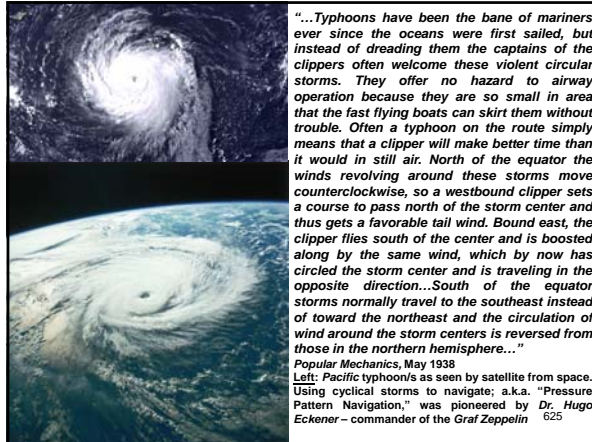 “…Typhoons have been the bane of mariners
ever since the oceans were first sailed, but
instead of dreading them the captains of the
clippers often welcome these violent circular
storms. They offer no hazard to airway
operation because they are so small in area
that the fast flying boats can skirt them without
trouble. Often a typhoon on the route simply
means that a clipper will make better time than
it would in still air. North of the equator the
winds revolving around these storms move
counterclockwise, so a westbound clipper sets
a course to pass north of the storm center and
thus gets a favorable tail wind. Bound east, the
clipper flies south of the center and is boosted
along by the same wind, which by now has
circled the storm center and is traveling in the
opposite direction…South of the equator
storms normally travel to the southeast instead
of toward the northeast and the circulation of
wind around the storm centers is reversed from
those in the northern hemisphere…”
Popular Mechanics, May 1938
Left: Pacific typhoon/s as seen by satellite from space.
Using cyclical storms to navigate; a.k.a. “Pressure
Pattern Navigation,” was pioneered by Dr. Hugo
Eckener – commander of the Graf Zeppelin
625